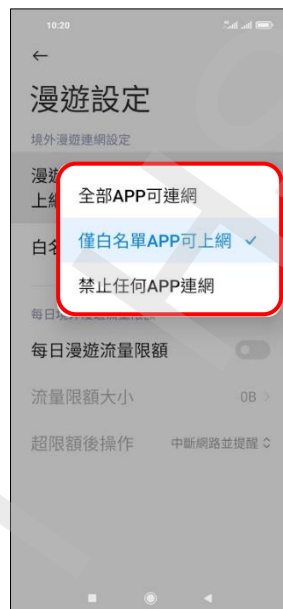 10:20
←
漫遊設定
境外漫遊連網設定
漫遊
上
全部APP可連網
僅白名單APP可上網 ✓
白名
禁止任何APP連網
每日
每日漫遊流量限額
流量限額大小 0B >
超限額後操作 中斷網路並提醒